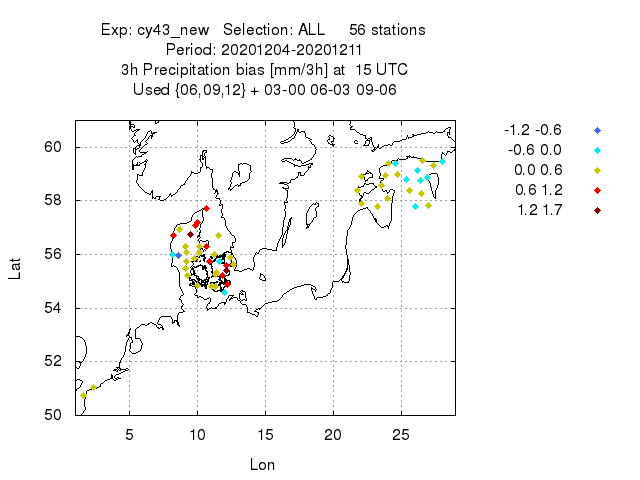 Exp: cy43_new Selection: ALL 56 stations
Period: 20201204-20201211
3h Precipitation bias [mm/3h] at 15 UTC
Used {06,09,12} + 03-00 06-03 09-06
-1.2 -0.6
-0.6 0.0
0.0 0.6
0.6 1.2
1.2 1.7
60
58
56
54
52
50
Lat
5 10 15 20 25
Lon